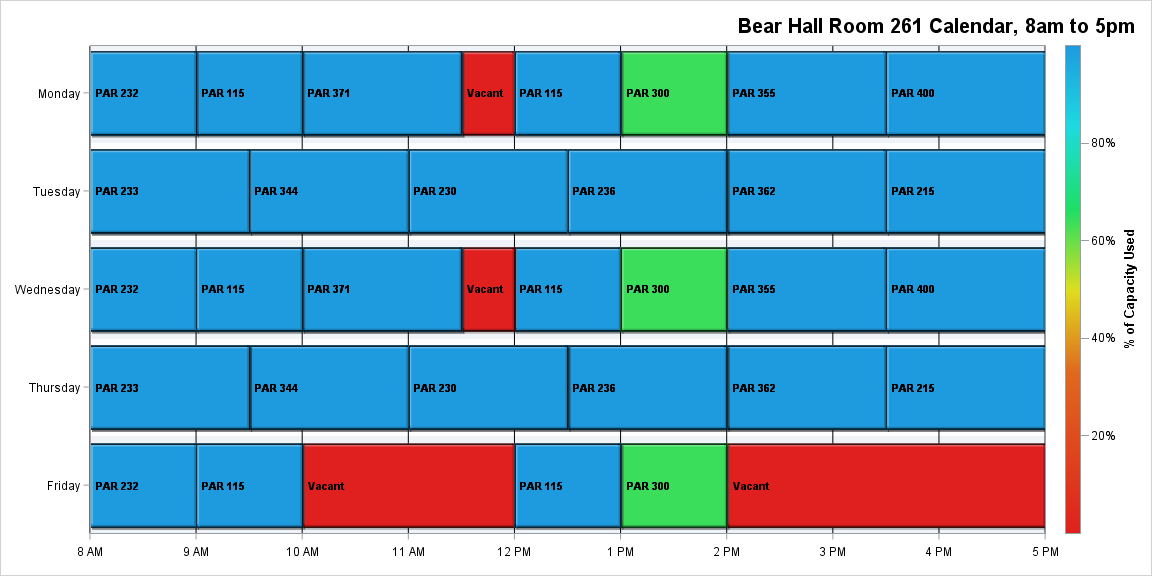 Bear Hall Room 261 Calendar, 8am to 5pm
Monday
PAR 232
PAR 115
PAR 371
Vacant
PAR 115
PAR 300
PAR 355
PAR 400
Tuesday
PAR 233
PAR 344
PAR 230
PAR 236
PAR 362
PAR 215
Wednesday
PAR 232
PAR 115
PAR 371
Vacant
PAR 115
PAR 300
PAR 355
PAR 400
Thursday
PAR 233
PAR 344
PAR 230
PAR 236
PAR 362
PAR 215
Friday
PAR 232
PAR 115
Vacant
PAR 115
PAR 300
Vacant
8 AM
9 AM
10 AM
11 AM
12 PM
1 PM
2 PM
3 PM
4 PM
5 PM
80%
60%
40%
20%
% of Capacity Used